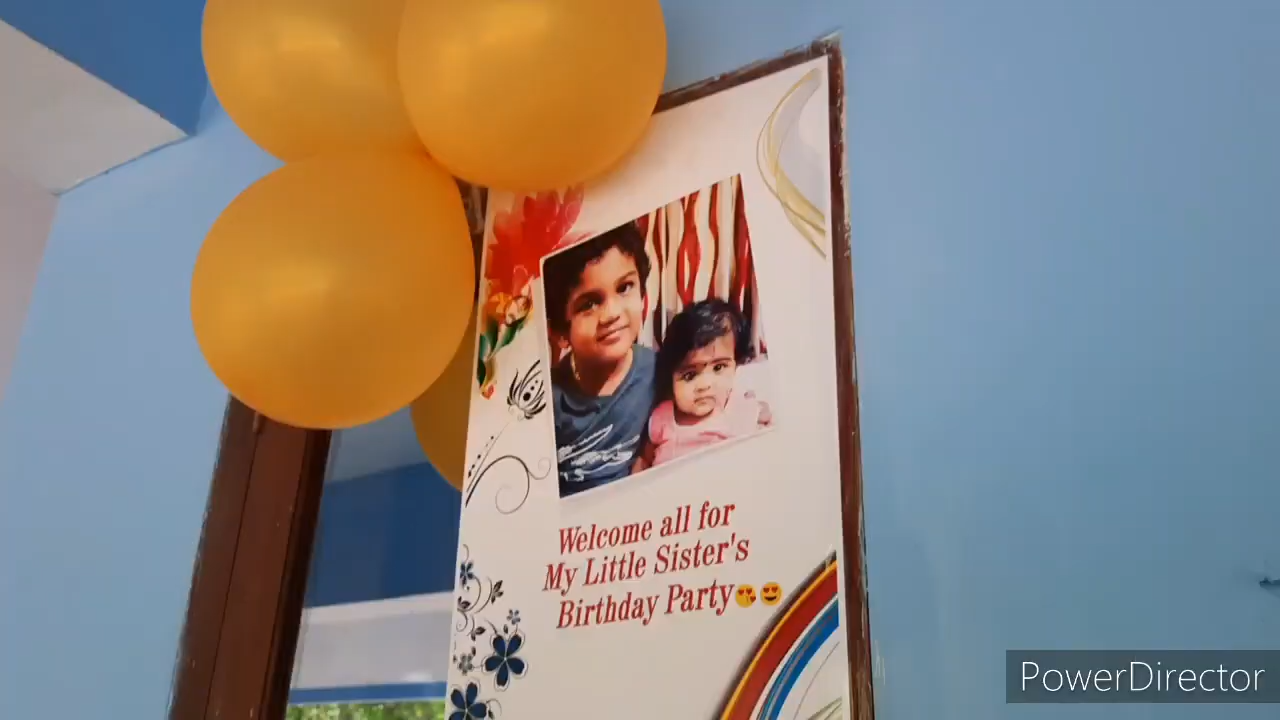 Welcome all for
My Little Sister's
Birthday Party😘😍
PowerDirector